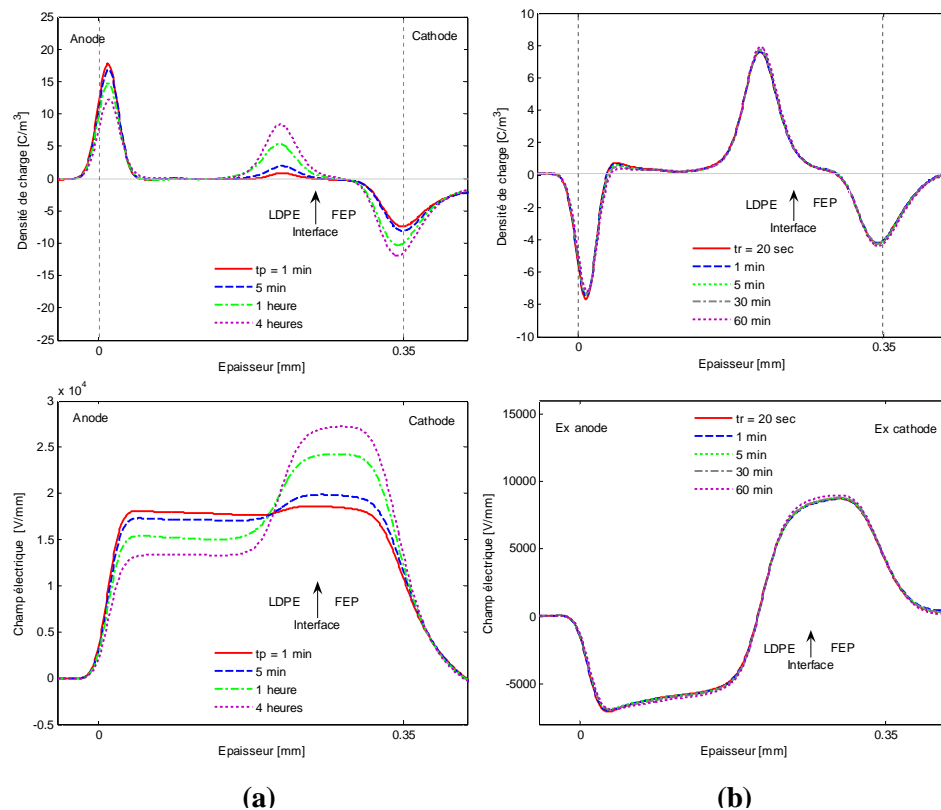 25
20
15
10
5
0
-5
-10
-15
-20
-25
Densité de charge [C/m³]
Anode
Cathode
LDPE FEP
Interface
tp = 1 min
5 min
1 heure
4 heures
0
0.35
Epaisseur [mm]
10
8
6
4
2
0
-2
-4
-6
-8
-10
Densité de charge [C/m³]
LDPE FEP
Interface
tr = 20 sec
1 min
5 min
30 min
60 min
0
0.35
Epaisseur [mm]
x 10⁴
3
2.5
2
1.5
1
0.5
0
-0.5
Champ électrique [V/mm]
Anode
Cathode
LDPE FEP
Interface
tp = 1 min
5 min
1 heure
4 heures
0
0.35
Epaisseur [mm]
15000
10000
5000
0
-5000
Champ électrique [V/mm]
Ex anode
Ex cathode
tr = 20 sec
1 min
5 min
30 min
60 min
LDPE FEP
Interface
0
0.35
Epaisseur [mm]
(a)
(b)